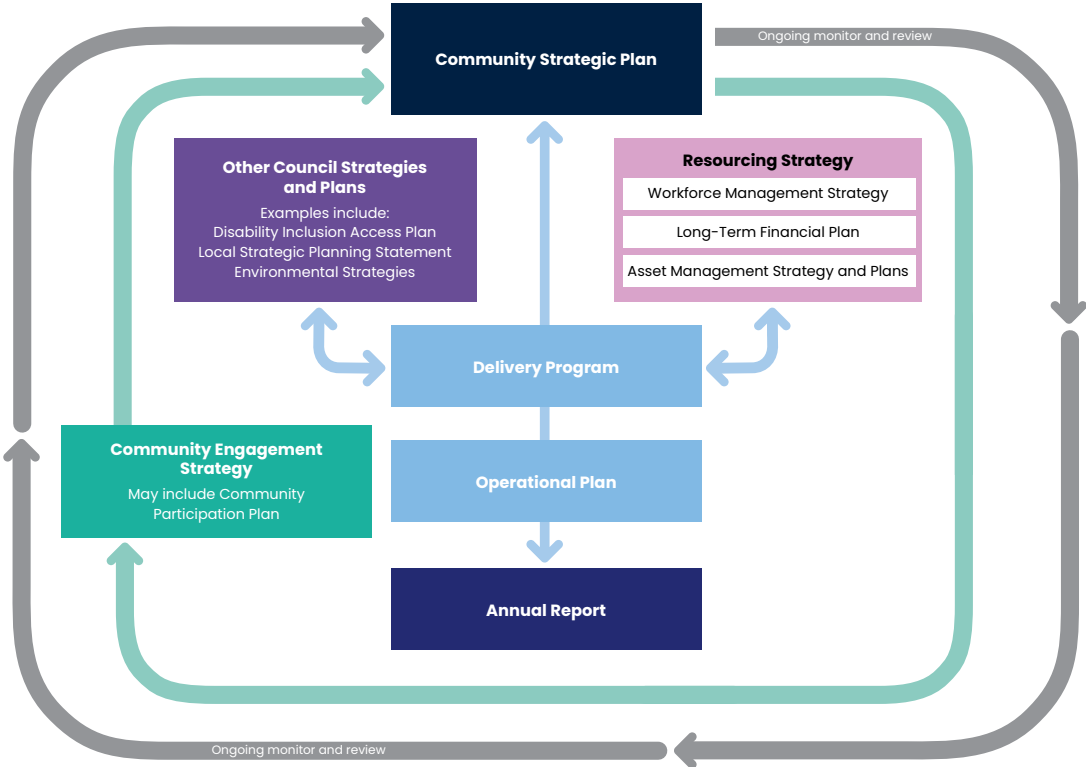 Community Strategic Plan
Ongoing monitor and review
Other Council Strategies
and Plans
Examples include:
Disability Inclusion Access Plan
Local Strategic Planning Statement
Environmental Strategies
Resourcing Strategy
Workforce Management Strategy
Long-Term Financial Plan
Asset Management Strategy and Plans
Delivery Program
Community Engagement
Strategy
May include Community
Participation Plan
Operational Plan
Annual Report
Ongoing monitor and review